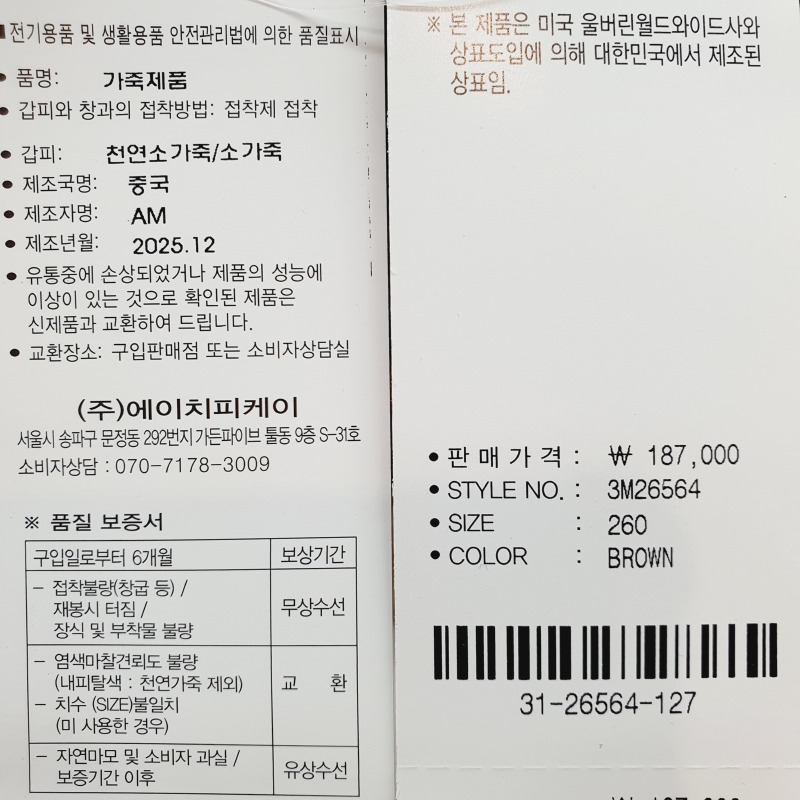 전기용품 및 생활용품 안전관리법에 의한 품질표시
• 품명: 가죽제품
• 갑피와 창과의 접착방법: 접착제 접착
• 갑피: 천연소가죽/소가죽
• 제조국명: 중국
• 제조자명: AM
• 제조년월: 2025.12
• 유통중에 손상되었거나 제품의 성능에
이상이 있는 것으로 확인된 제품은
신제품과 교환하여 드립니다.
• 교환장소: 구입판매점 또는 소비자상담실
(주)에이치피케이
서울시 송파구 문정동 292번지 가든파이브 툴동 9층 S-31호
소비자상담 : 070-7178-3009
※ 품질 보증서
구입일로부터 6개월 보상기간
- 접착불량(창굽 등) /
재봉시 터짐 /
장식 및 부착물 불량
무상수선
- 염색마찰견뢰도 불량
(내피탈색 : 천연가죽 제외)
- 치수 (SIZE)불일치
(미 사용한 경우)
교 환
- 자연마모 및 소비자 과실 /
보증기간 이후
유상수선
※ 본 제품은 미국 울버린월드와이드사와
상표도입에 의해 대한민국에서 제조된
상표임.
• 판매가격 : ₩ 187,000
• STYLE NO. : 3M26564
• SIZE : 260
• COLOR : BROWN
31-26564-127